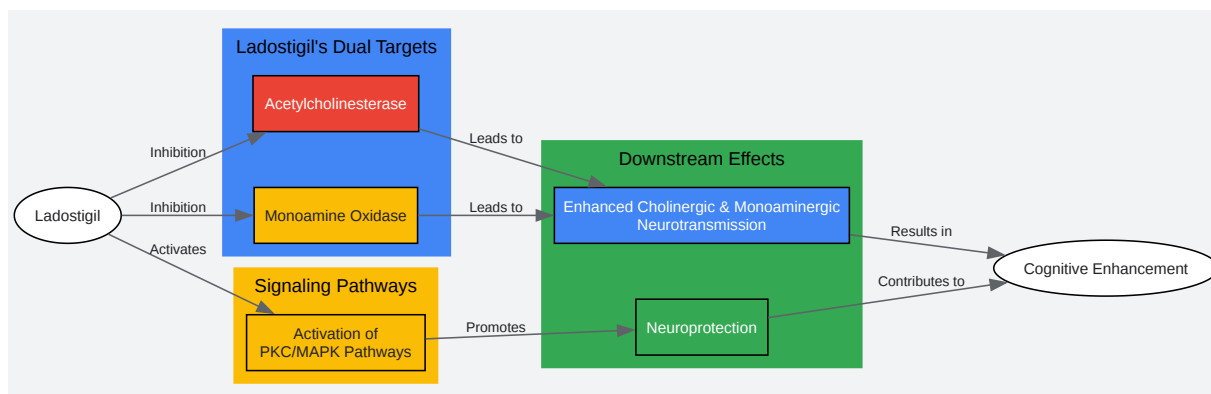 Ladostigil's Dual Targets
Acetylcholinesterase
Inhibition
Leads to
Downstream Effects
Ladostigil
Inhibition
Monoamine Oxidase
Leads to
Enhanced Cholinergic & Monoaminergic
Neurotransmission
Results in
Activates
Cognitive Enhancement
Signaling Pathways
Contributes to
Activation of
PKC/MAPK Pathways
Promotes
Neuroprotection